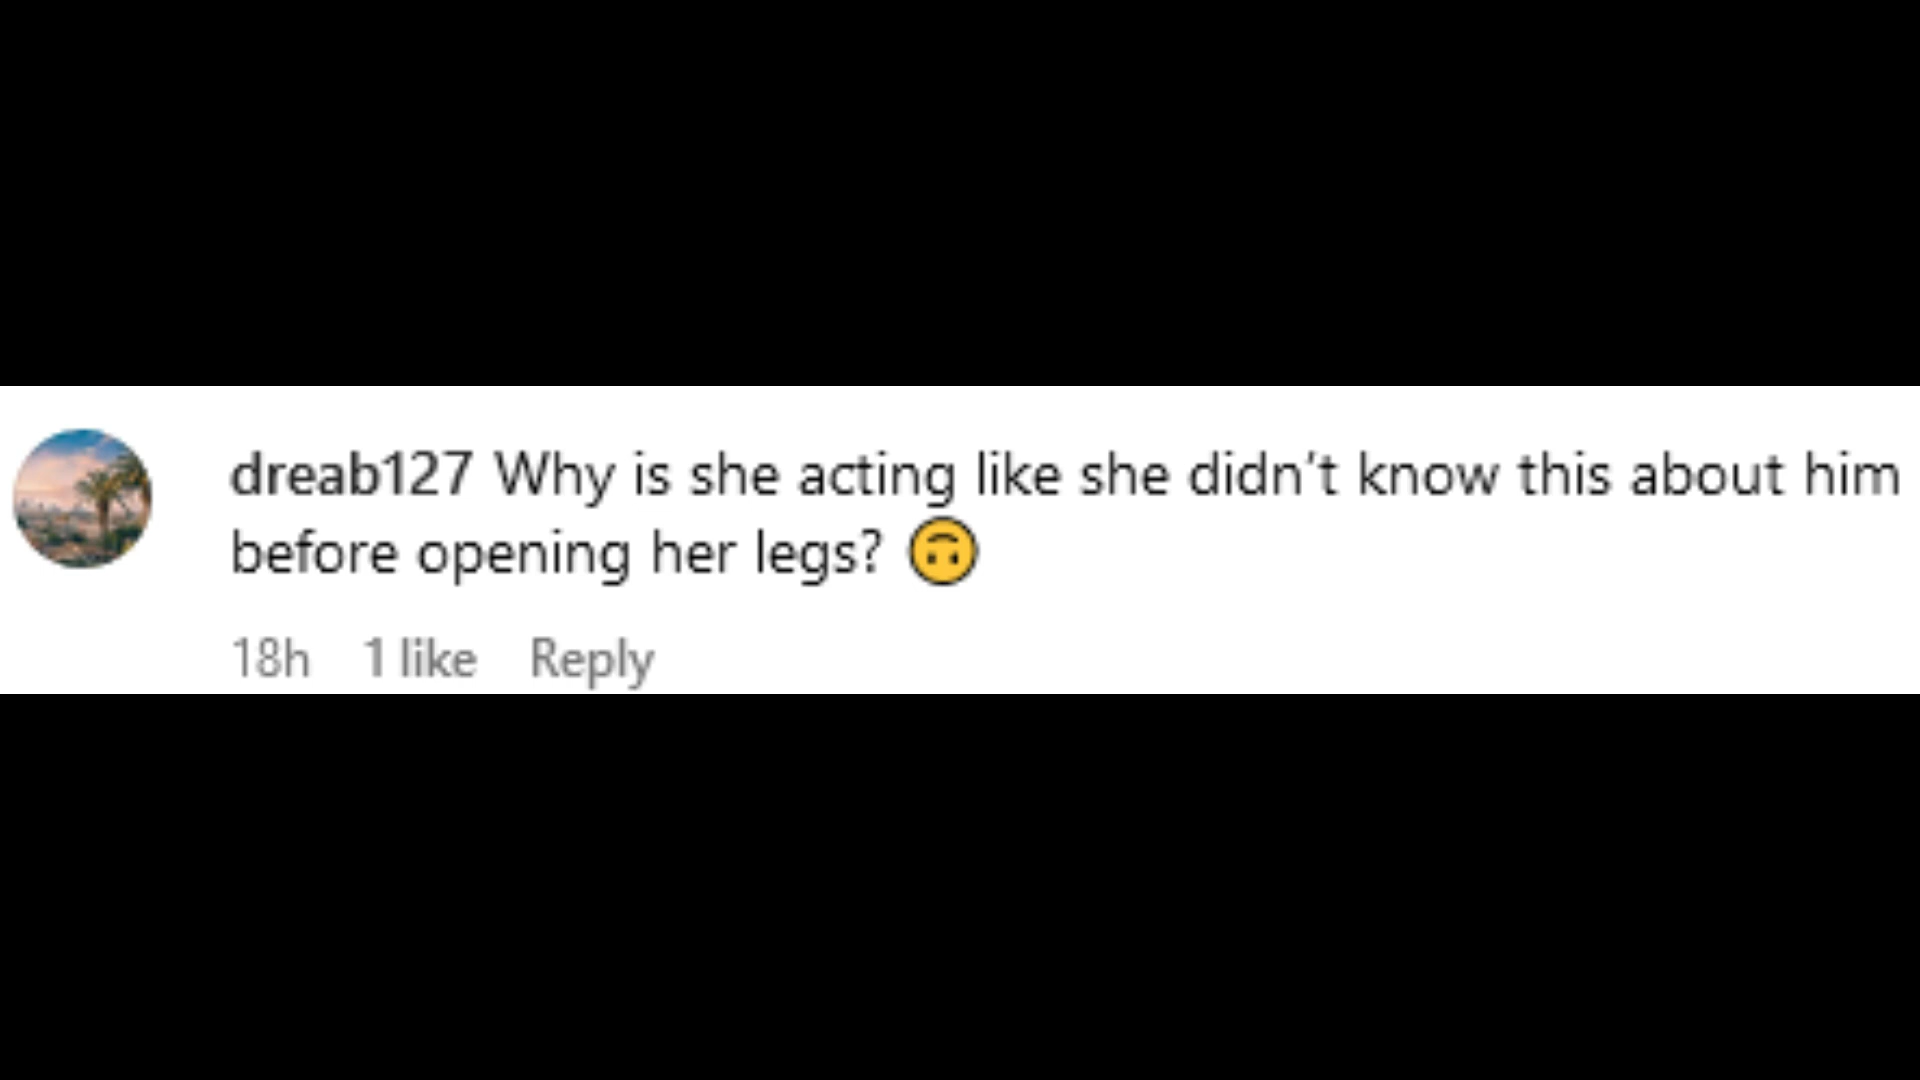 dreab127 Why is she acting like she didn't know this about him
before opening her legs? 🙃
18h 1 like Reply